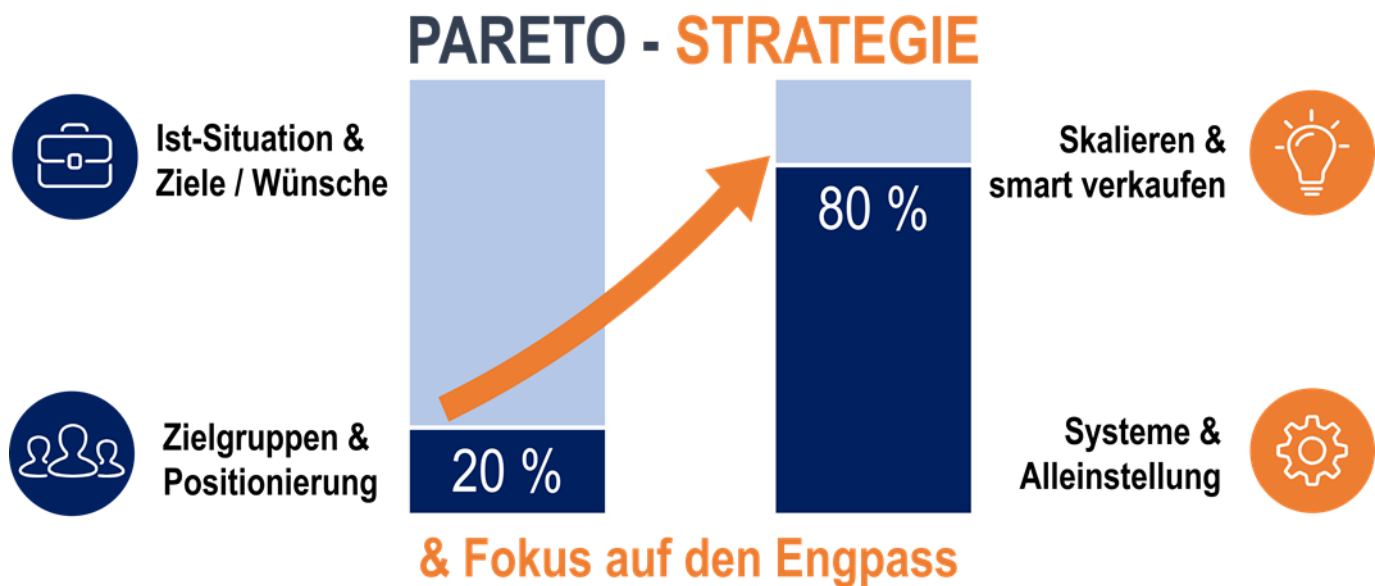 PARETO - STRATEGIE
Ist-Situation &
Ziele / Wünsche
Zielgruppen &
Positionierung
20 %
80 %
Skalieren &
smart verkaufen
Systeme &
Alleinstellung
& Fokus auf den Engpass